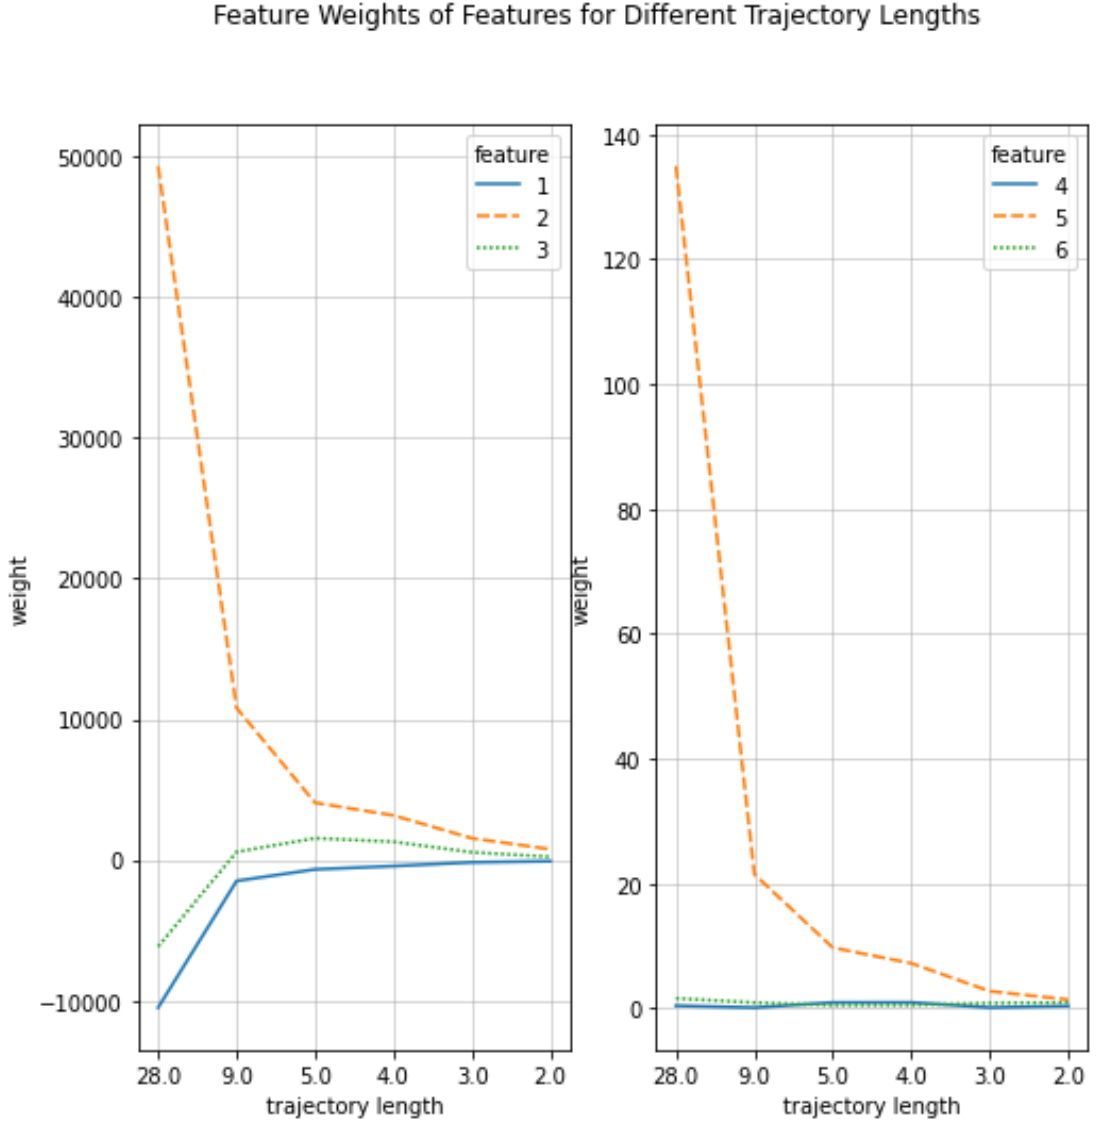 Feature Weights of Features for Different Trajectory Lengths
feature
1
2
3
50000
40000
30000
20000
10000
0
−10000
weight
28.0 9.0 5.0 4.0 3.0 2.0
trajectory length
feature
4
5
6
140
120
100
80
60
40
20
0
weight
28.0 9.0 5.0 4.0 3.0 2.0
trajectory length